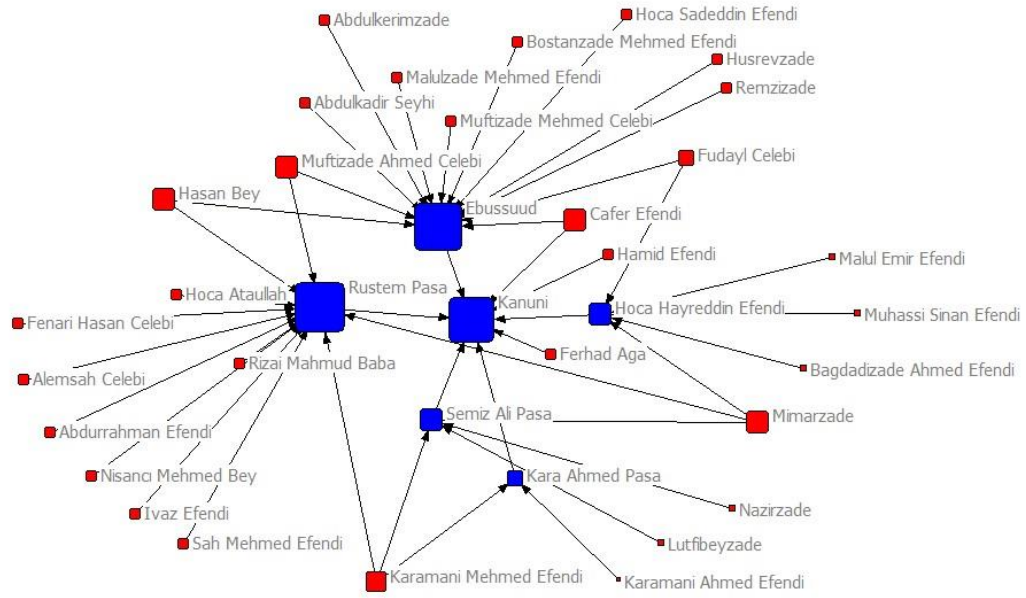 Abdulkerimzade
Hoca Sadeddin Efendi
Bostanzade Mehmed Efendi
Husrevzade
Malulzade Mehmed Efendi
Remzizade
Abdulkadir Seyhi
Muftizade Mehmed Celebi
Muftizade Ahmed Celebi
Fudayl Celebi
Hasan Bey
Ebussuud
Cafer Efendi
Hamid Efendi
Malul Emir Efendi
Hoca Ataullah
Rustem Pasa
Kanuni
Hoca Hayreddin Efendi
Muhassi Sinan Efendi
Fenari Hasan Celebi
Ferhad Aga
Rizai Mahmud Baba
Bagdadizade Ahmed Efendi
Alemsah Celebi
Semiz Ali Pasa
Mimarzade
Abdurrahman Efendi
Nisancı Mehmed Bey
Kara Ahmed Pasa
Nazirzade
Ivaz Efendi
Sah Mehmed Efendi
Lutfibeyzade
Karamani Mehmed Efendi
Karamani Ahmed Efendi